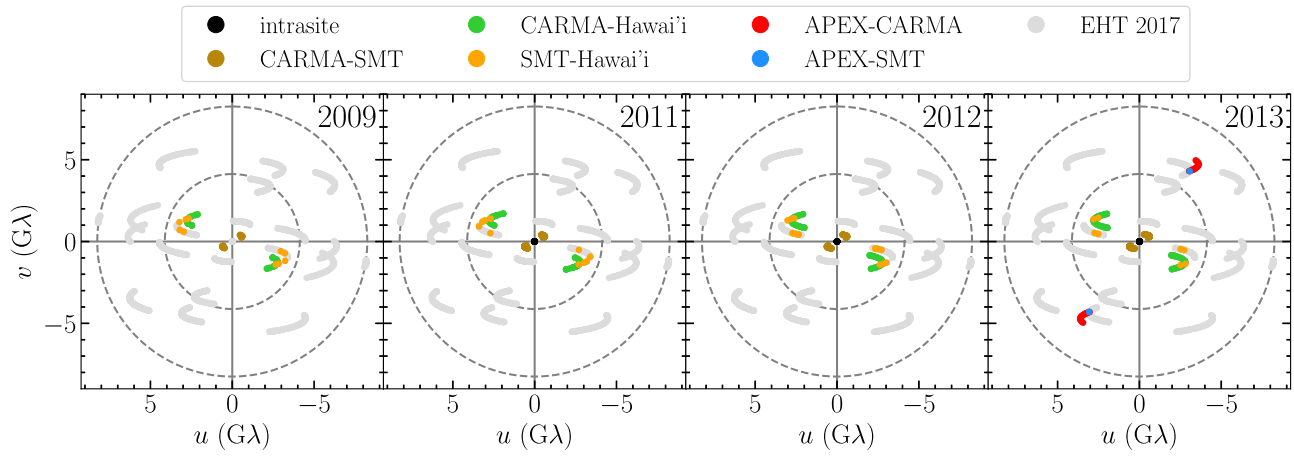 intrasite CARMA-Hawai'i APEX-CARMA EHT 2017
CARMA-SMT SMT-Hawai'i APEX-SMT
2009 2011 2012 2013
5
0
−5
v (Gλ)
5 0 −5 5 0 −5 5 0 −5 5 0 −5
u (Gλ) u (Gλ) u (Gλ) u (Gλ)